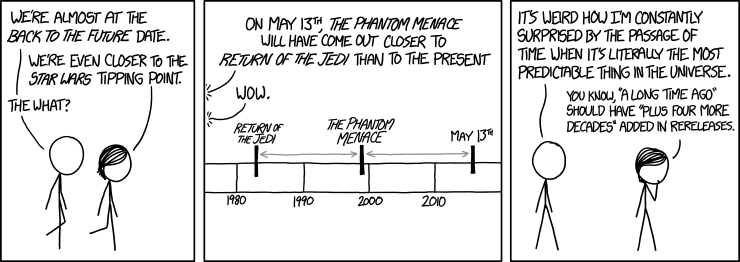 WE'RE ALMOST AT THE
BACK TO THE FUTURE DATE.
WE'RE EVEN CLOSER TO THE
STAR WARS TIPPING POINT.
THE WHAT?
ON MAY 13TH, THE PHANTOM MENACE
WILL HAVE COME OUT CLOSER TO
RETURN OF THE JEDI THAN TO THE PRESENT
WOW.
RETURN OF
THE JEDI
THE PHANTOM
MENACE
MAY 13TH
1980
1990
2000
2010
IT'S WEIRD HOW I'M CONSTANTLY
SURPRISED BY THE PASSAGE OF
TIME WHEN IT'S LITERALLY THE MOST
PREDICTABLE THING IN THE UNIVERSE.
YOU KNOW, "A LONG TIME AGO"
SHOULD HAVE "PLUS FOUR MORE
DECADES" ADDED IN RERELEASES.